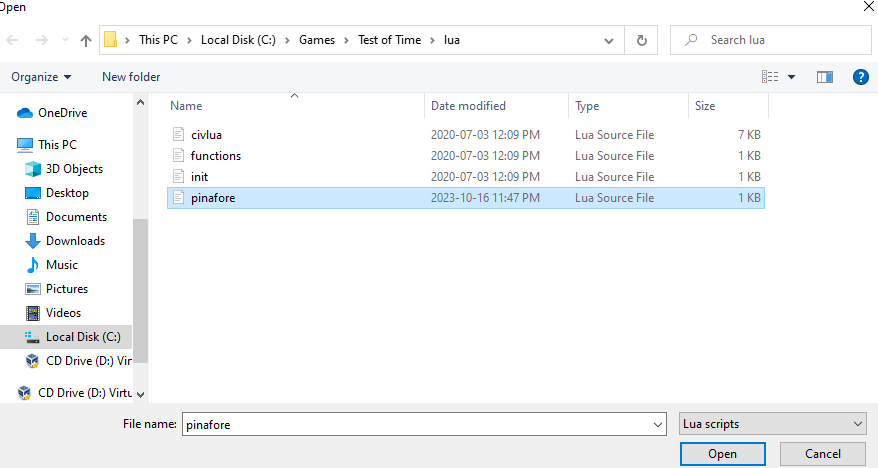 Open
This PC > Local Disk (C:) > Games > Test of Time > lua
Search lua
Organize
New folder
OneDrive
This PC
3D Objects
Desktop
Documents
Downloads
Music
Pictures
Videos
Local Disk (C:)
CD Drive (D:) Vir
CD Drive (D:) Virtu
Name Date modified Type Size
civlua 2020-07-03 12:09 PM Lua Source File 7 KB
functions 2020-07-03 12:09 PM Lua Source File 1 KB
init 2020-07-03 12:09 PM Lua Source File 1 KB
pinafore 2023-10-16 11:47 PM Lua Source File 1 KB
File name: pinafore
Lua scripts
Open
Cancel